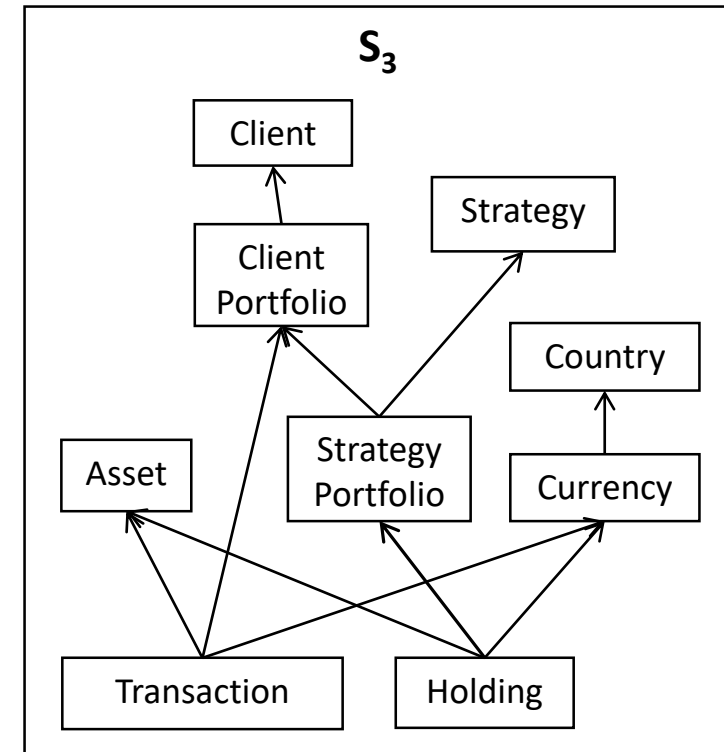 S₃
Client
Strategy
Client
Portfolio
Country
Asset
Strategy
Portfolio
Currency
Transaction
Holding